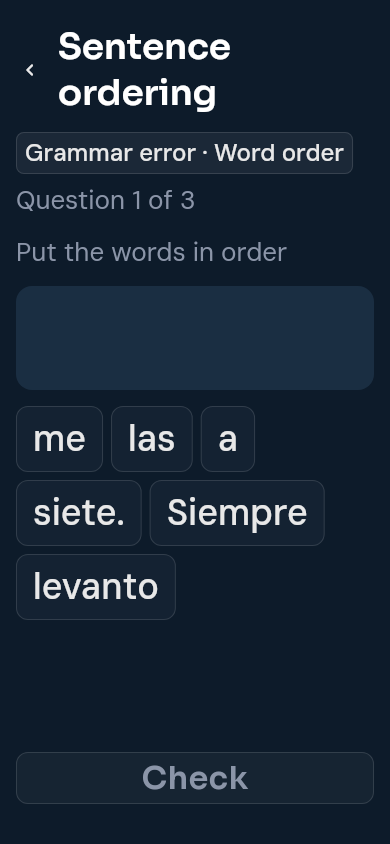 Sentence
ordering
Grammar error · Word order
Question 1 of 3
Put the words in order
me las a
siete. Siempre
levanto
Check